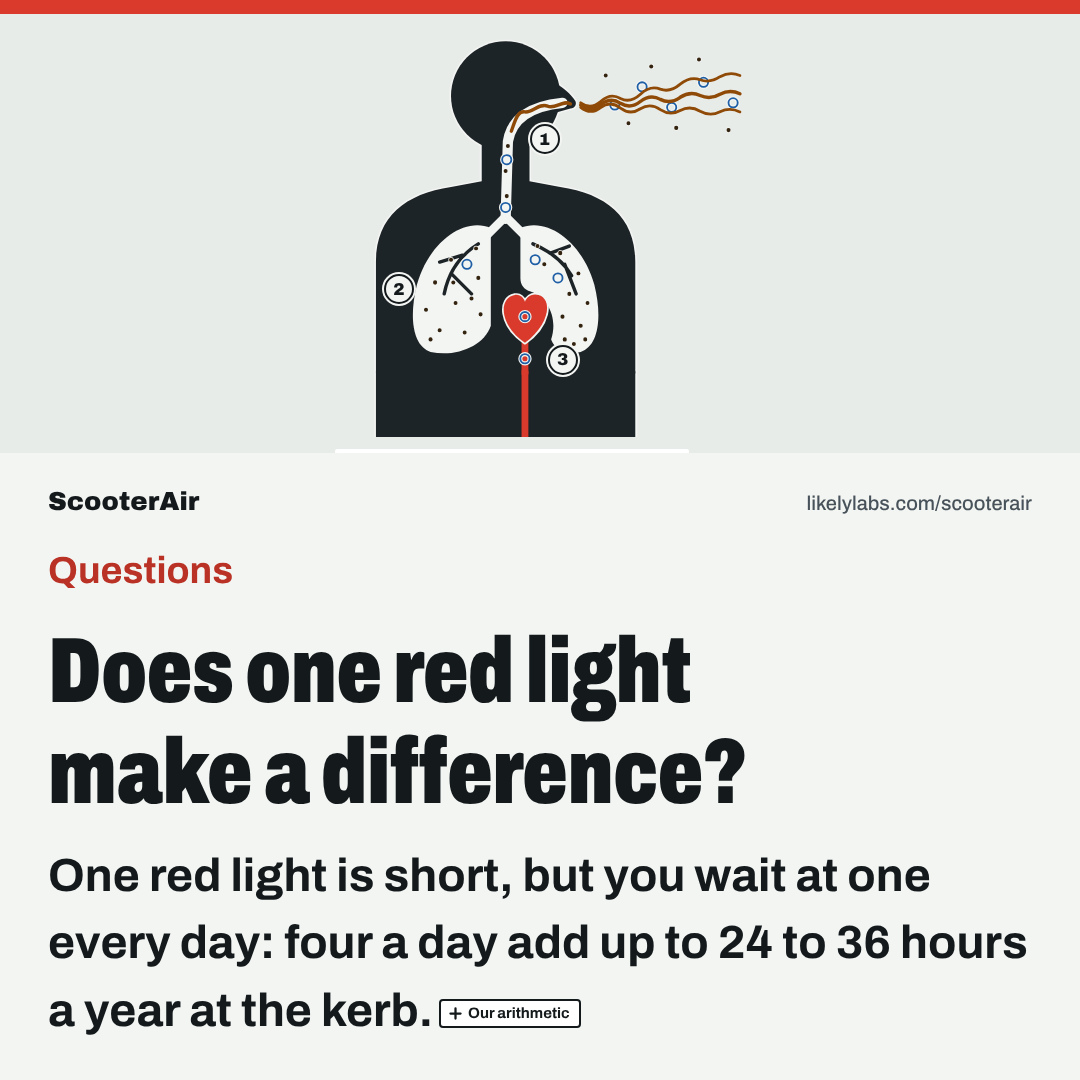 1
2
3
ScooterAir
likelylabs.com/scooterair
Questions
Does one red light
make a difference?
One red light is short, but you wait at one
every day: four a day add up to 24 to 36 hours
a year at the kerb. + Our arithmetic